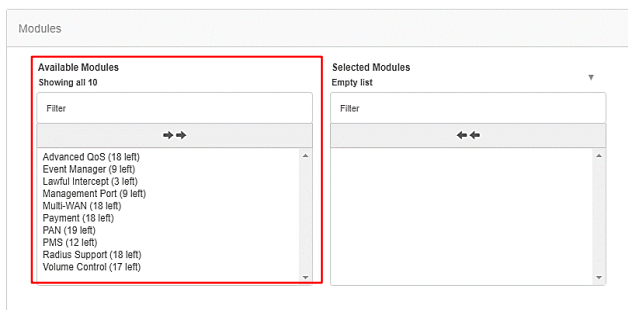 Modules
Available Modules
Showing all 10
Filter
Advanced QoS (18 left)
Event Manager (9 left)
Lawful Intercept (3 left)
Management Port (9 left)
Multi-WAN (18 left)
Payment (18 left)
PAN (19 left)
PMS (12 left)
Radius Support (18 left)
Volume Control (17 left)
Selected Modules
Empty list
Filter